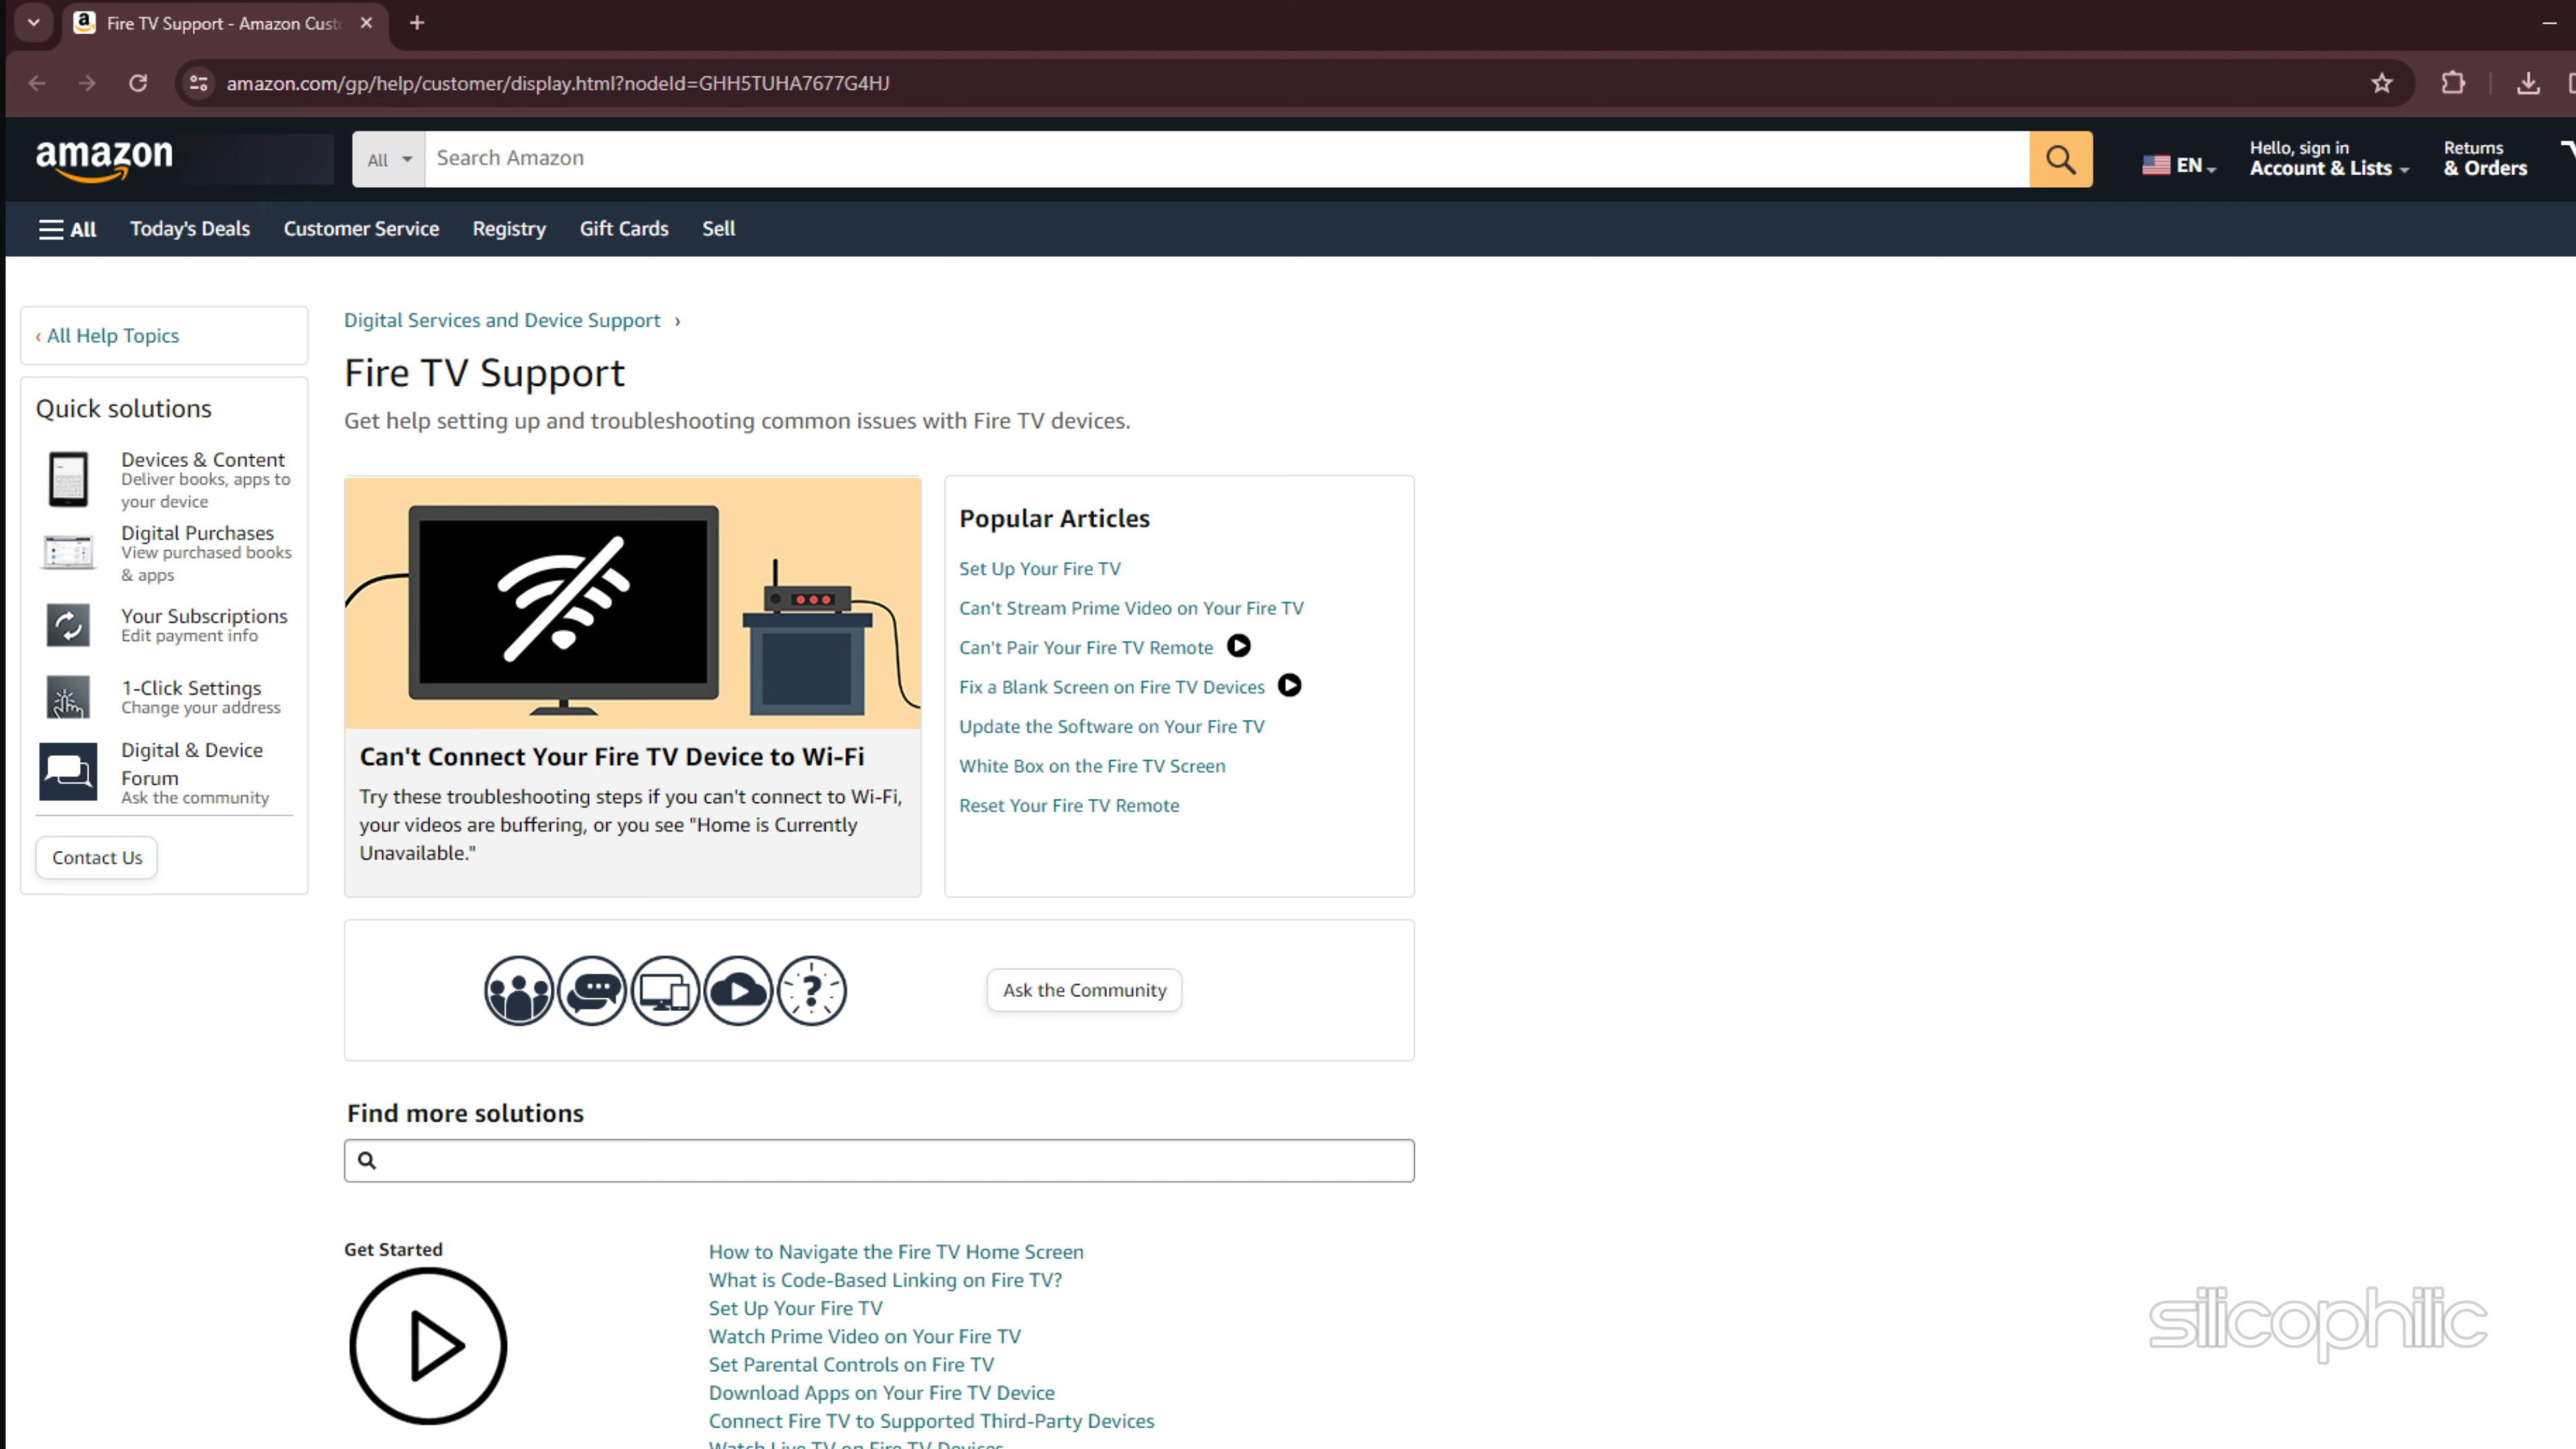 Fire TV Support - Amazon Cust
amazon.com/gp/help/customer/display.html?nodeId=GHH5TUHA7677G4HJ
amazon
All
Search Amazon
EN
Hello, sign in
Account & Lists
Returns
& Orders
All
Today's Deals
Customer Service
Registry
Gift Cards
Sell
‹ All Help Topics
Quick solutions
Devices & Content
Deliver books, apps to
your device
Digital Purchases
View purchased books
& apps
Your Subscriptions
Edit payment info
1-Click Settings
Change your address
Digital & Device
Forum
Ask the community
Contact Us
Digital Services and Device Support ›
Fire TV Support
Get help setting up and troubleshooting common issues with Fire TV devices.
Can't Connect Your Fire TV Device to Wi-Fi
Try these troubleshooting steps if you can't connect to Wi-Fi,
your videos are buffering, or you see "Home is Currently
Unavailable."
Popular Articles
Set Up Your Fire TV
Can't Stream Prime Video on Your Fire TV
Can't Pair Your Fire TV Remote
Fix a Blank Screen on Fire TV Devices
Update the Software on Your Fire TV
White Box on the Fire TV Screen
Reset Your Fire TV Remote
Ask the Community
Find more solutions
Get Started
How to Navigate the Fire TV Home Screen
What is Code-Based Linking on Fire TV?
Set Up Your Fire TV
Watch Prime Video on Your Fire TV
Set Parental Controls on Fire TV
Download Apps on Your Fire TV Device
Connect Fire TV to Supported Third-Party Devices
Watch Live TV on Fire TV Devices
silicophilic